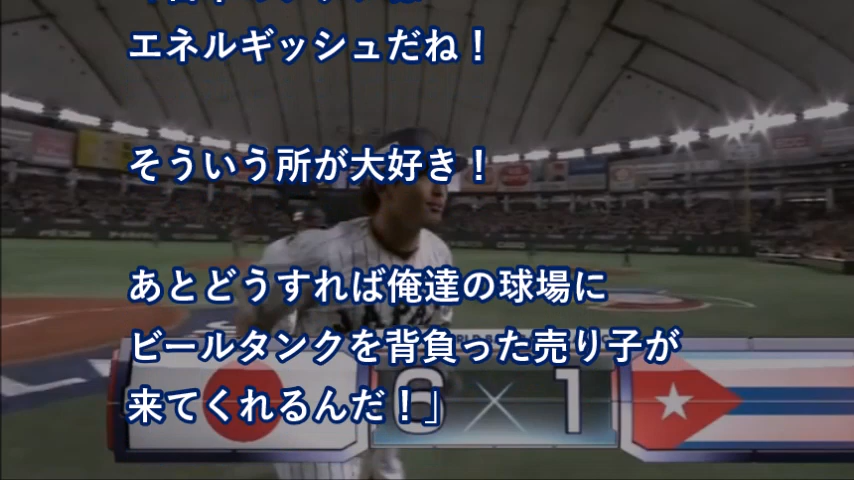 エネルギッシュだね！
そういう所が大好き！
あとどうすれば俺達の球場に
ビールタンクを背負った売り子が
来てくれるんだ！」
6 1